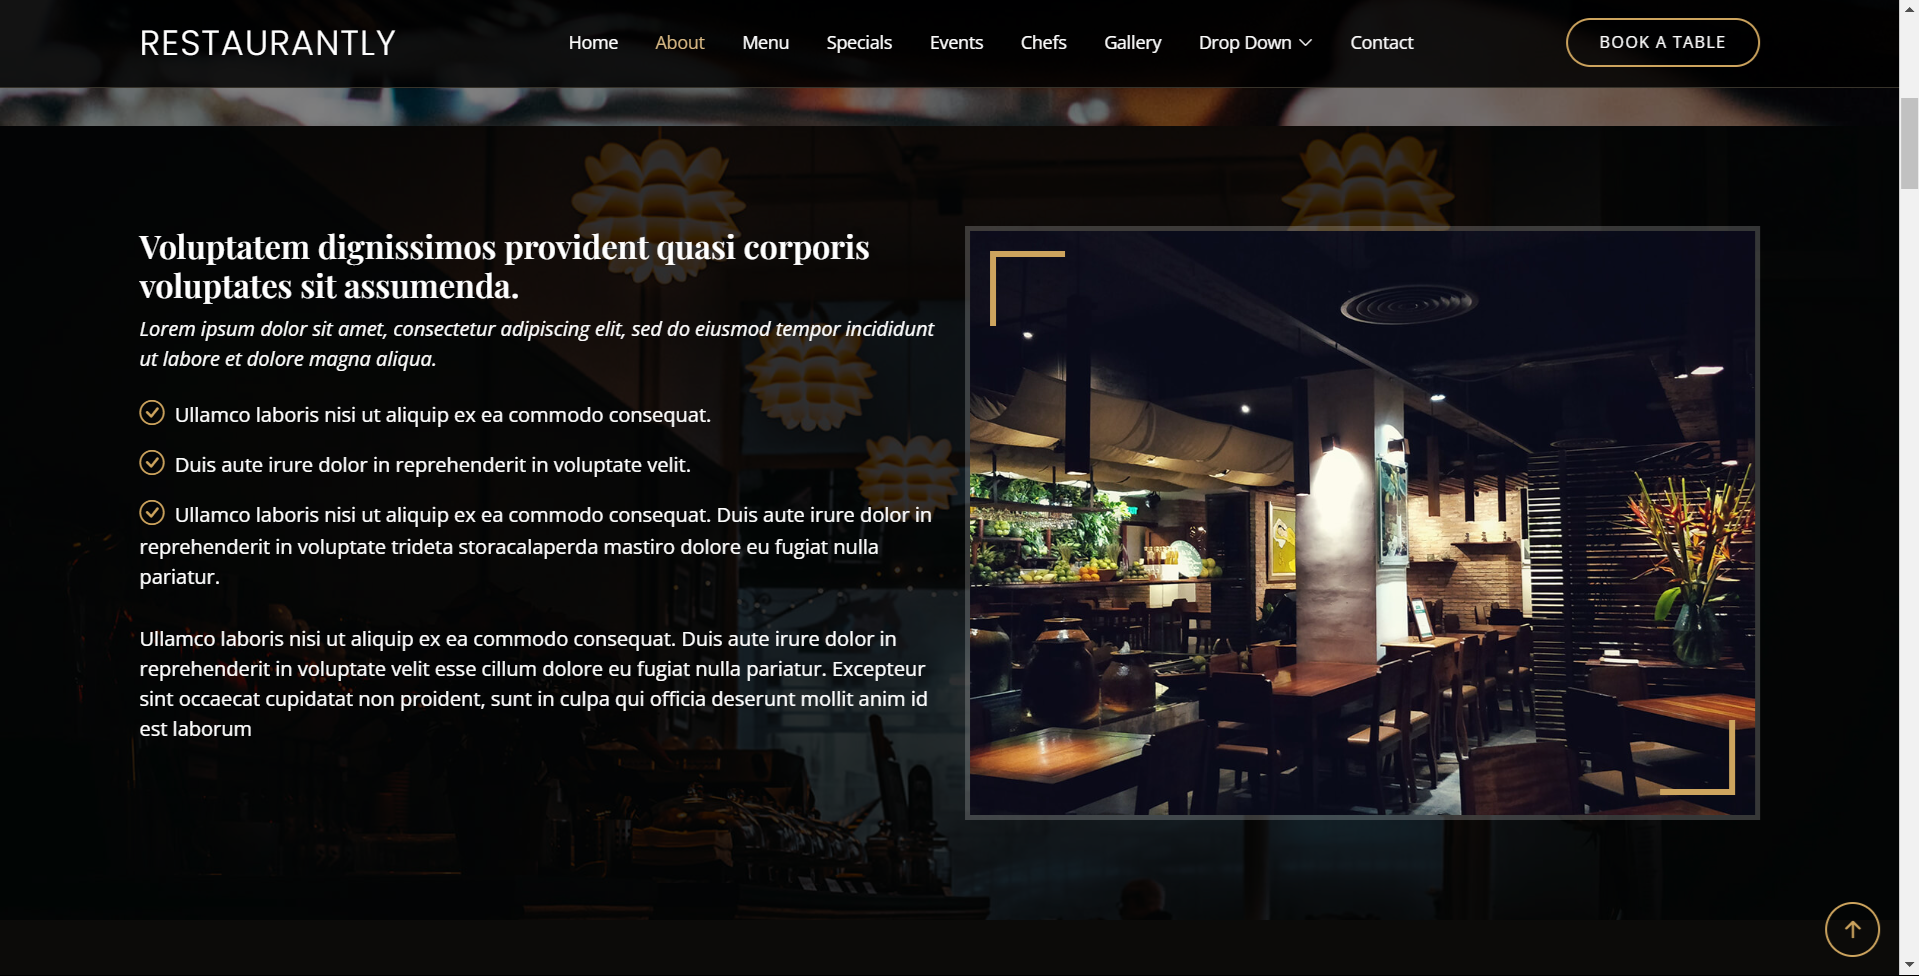 RESTAURANTLY
Home About Menu Specials Events Chefs Gallery Drop Down Contact
BOOK A TABLE
Voluptatem dignissimos provident quasi corporis
voluptates sit assumenda.
Lorem ipsum dolor sit amet, consectetur adipiscing elit, sed do eiusmod tempor incididunt
ut labore et dolore magna aliqua.
Ullamco laboris nisi ut aliquip ex ea commodo consequat.
Duis aute irure dolor in reprehenderit in voluptate velit.
Ullamco laboris nisi ut aliquip ex ea commodo consequat. Duis aute irure dolor in
reprehenderit in voluptate trideta storacalaperda mastiro dolore eu fugiat nulla
pariatur.
Ullamco laboris nisi ut aliquip ex ea commodo consequat. Duis aute irure dolor in
reprehenderit in voluptate velit esse cillum dolore eu fugiat nulla pariatur. Excepteur
sint occaecat cupidatat non proident, sunt in culpa qui officia deserunt mollit anim id
est laborum